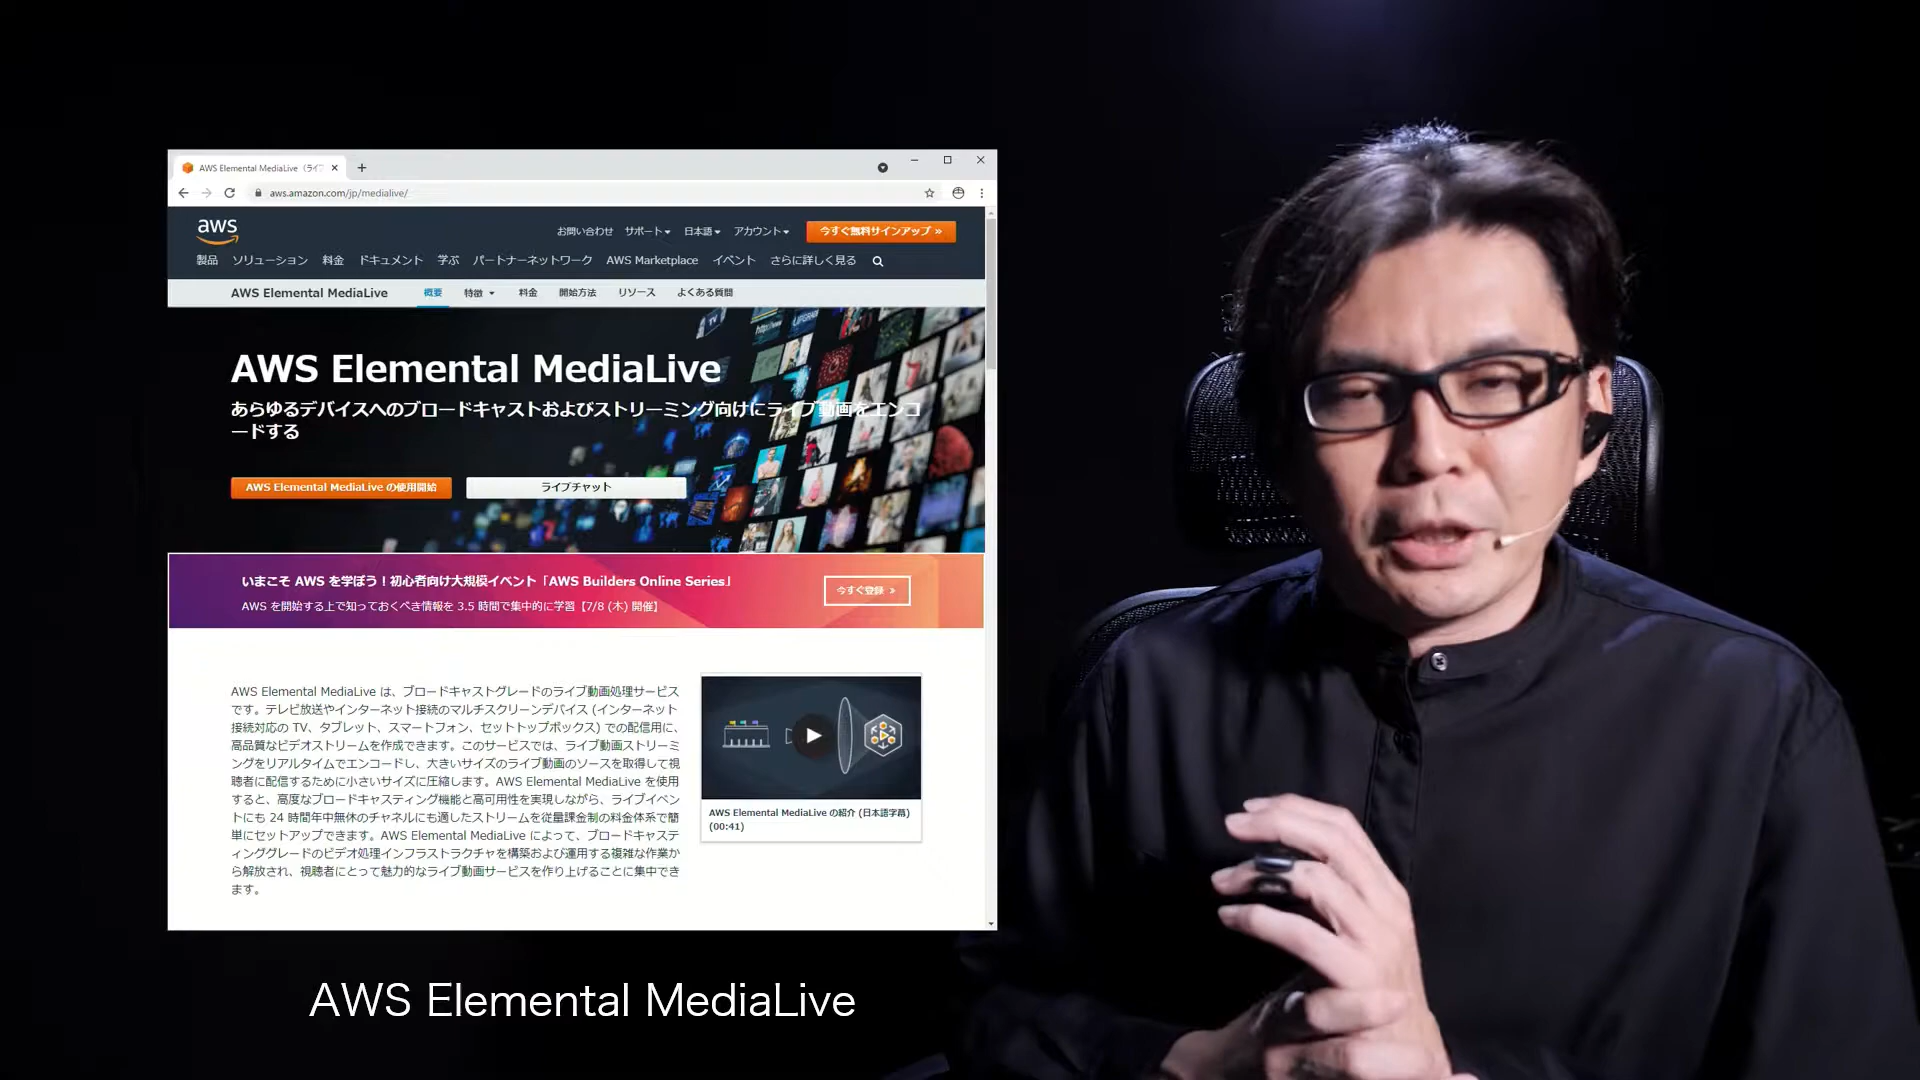 AWS Elemental MediaLive（ライブ
aws.amazon.com/jp/medialive/
aws
お問い合わせ サポート 日本語 アカウント 今すぐ無料サインアップ »
製品 ソリューション 料金 ドキュメント 学ぶ パートナーネットワーク AWS Marketplace イベント さらに詳しく見る
AWS Elemental MediaLive 概要 特徴 料金 開始方法 リソース よくある質問
AWS Elemental MediaLive
あらゆるデバイスへのブロードキャストおよびストリーミング向けにライブ動画をエンコ
ードする
AWS Elemental MediaLive の使用開始 ライブチャット
いまこそ AWS を学ぼう！初心者向け大規模イベント「AWS Builders Online Series」
AWS を開始する上で知っておくべき情報を 3.5 時間で集中的に学習【7/8 (木) 開催】
今すぐ登録 »
AWS Elemental MediaLive は、ブロードキャストグレードのライブ動画処理サービス
です。テレビ放送やインターネット接続のマルチスクリーンデバイス (インターネット
接続対応の TV、タブレット、スマートフォン、セットトップボックス) での配信用に、
高品質なビデオストリームを作成できます。このサービスでは、ライブ動画ストリーミ
ングをリアルタイムでエンコードし、大きいサイズのライブ動画のソースを取得して視
聴者に配信するために小さいサイズに圧縮します。AWS Elemental MediaLive を使用
すると、高度なブロードキャスティング機能と高可用性を実現しながら、ライブイベン
トにも 24 時間年中無休のチャネルにも適したストリームを従量課金制の料金体系で簡
単にセットアップできます。AWS Elemental MediaLive によって、ブロードキャステ
ィンググレードのビデオ処理インフラストラクチャを構築および運用する複雑な作業か
ら解放され、視聴者にとって魅力的なライブ動画サービスを作り上げることに集中でき
ます。
AWS Elemental MediaLive の紹介 (日本語字幕)
(00:41)
AWS Elemental MediaLive